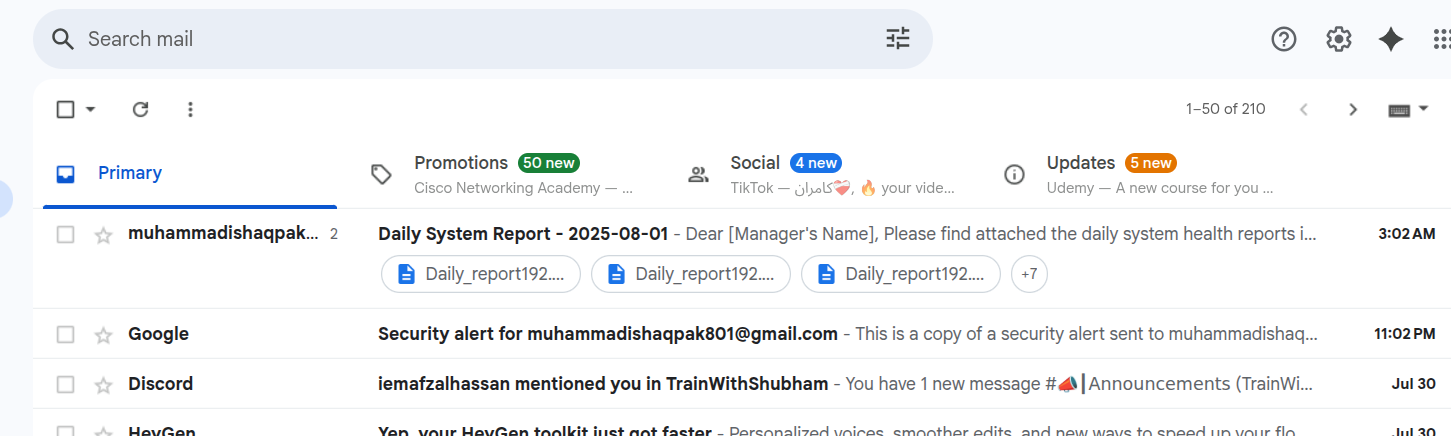 Search mail
1–50 of 210
Primary
Promotions 50 new
Cisco Networking Academy — ...
Social 4 new
TikTok — کامران❤️‍🩹, 🔥 your vide...
Updates 5 new
Udemy — A new course for you ...
muhammadishaqpak... 2 Daily System Report - 2025-08-01 - Dear [Manager's Name], Please find attached the daily system health reports i... 3:02 AM
Daily_report192.... Daily_report192.... Daily_report192.... +7
Google Security alert for muhammadishaqpak801@gmail.com - This is a copy of a security alert sent to muhammadishaq... 11:02 PM
Discord iemafzalhassan mentioned you in TrainWithShubham - You have 1 new message #📣┃Announcements (TrainWi... Jul 30
HeyGen Yep, your HeyGen toolkit just got faster - Personalized voices, smoother edits, and new ways to speed up your flo... Jul 30